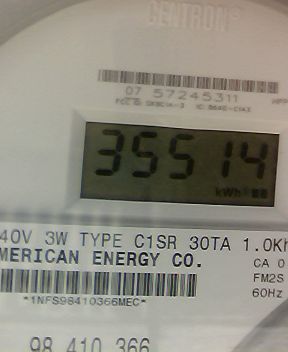 CENTRON®
07 57245311
35514
kWh
40V 3W TYPE C1SR 30TA 1.0Kh
MERICAN ENERGY CO.
CA 0
FM2S
*1NFS98410366MEC*
60Hz
98 410 366